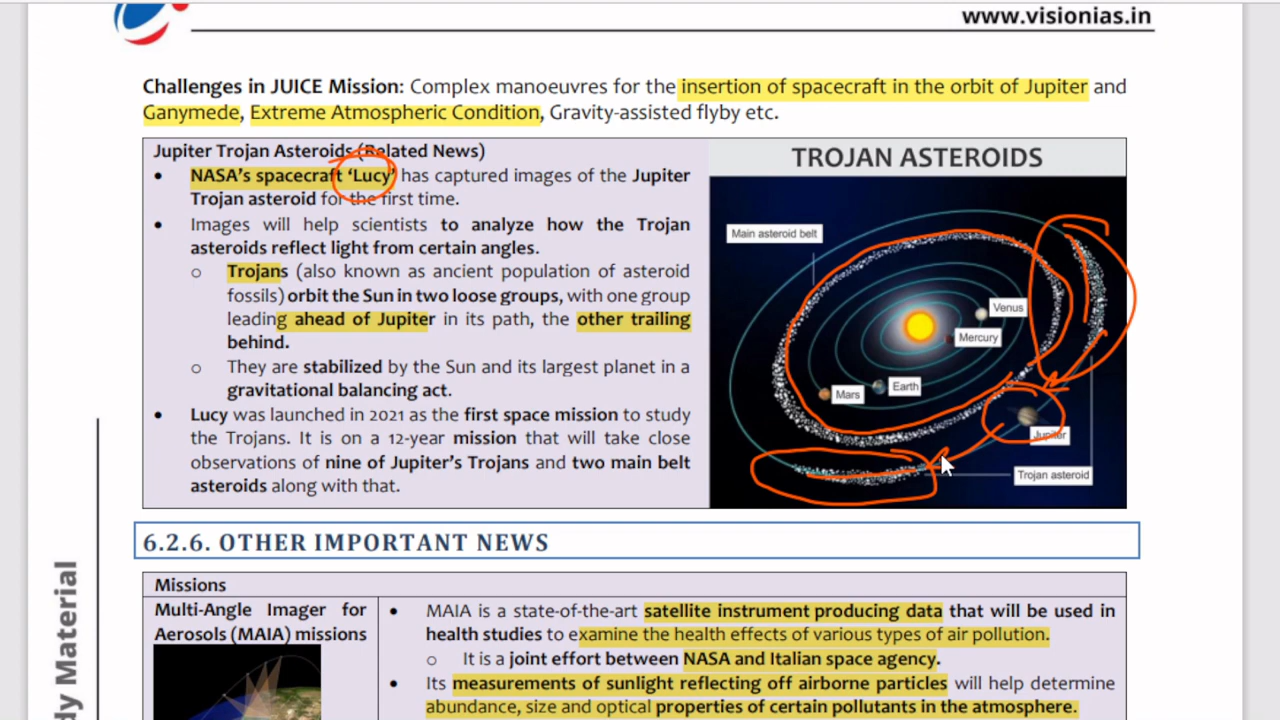 www.visionias.in
Challenges in JUICE Mission: Complex manoeuvres for the insertion of spacecraft in the orbit of Jupiter and
Ganymede, Extreme Atmospheric Condition, Gravity-assisted flyby etc.
Jupiter Trojan Asteroids (Related News)
• NASA's spacecraft 'Lucy' has captured images of the Jupiter
Trojan asteroid for the first time.
• Images will help scientists to analyze how the Trojan
asteroids reflect light from certain angles.
o Trojans (also known as ancient population of asteroid
fossils) orbit the Sun in two loose groups, with one group
leading ahead of Jupiter in its path, the other trailing
behind.
o They are stabilized by the Sun and its largest planet in a
gravitational balancing act.
• Lucy was launched in 2021 as the first space mission to study
the Trojans. It is on a 12-year mission that will take close
observations of nine of Jupiter's Trojans and two main belt
asteroids along with that.
TROJAN ASTEROIDS
Main asteroid belt
Venus
Mercury
Earth
Mars
Jupiter
Trojan asteroid
6.2.6. OTHER IMPORTANT NEWS
Missions
Multi-Angle Imager for
Aerosols (MAIA) missions
• MAIA is a state-of-the-art satellite instrument producing data that will be used in
health studies to examine the health effects of various types of air pollution.
o It is a joint effort between NASA and Italian space agency.
• Its measurements of sunlight reflecting off airborne particles will help determine
abundance, size and optical properties of certain pollutants in the atmosphere.
dy Material